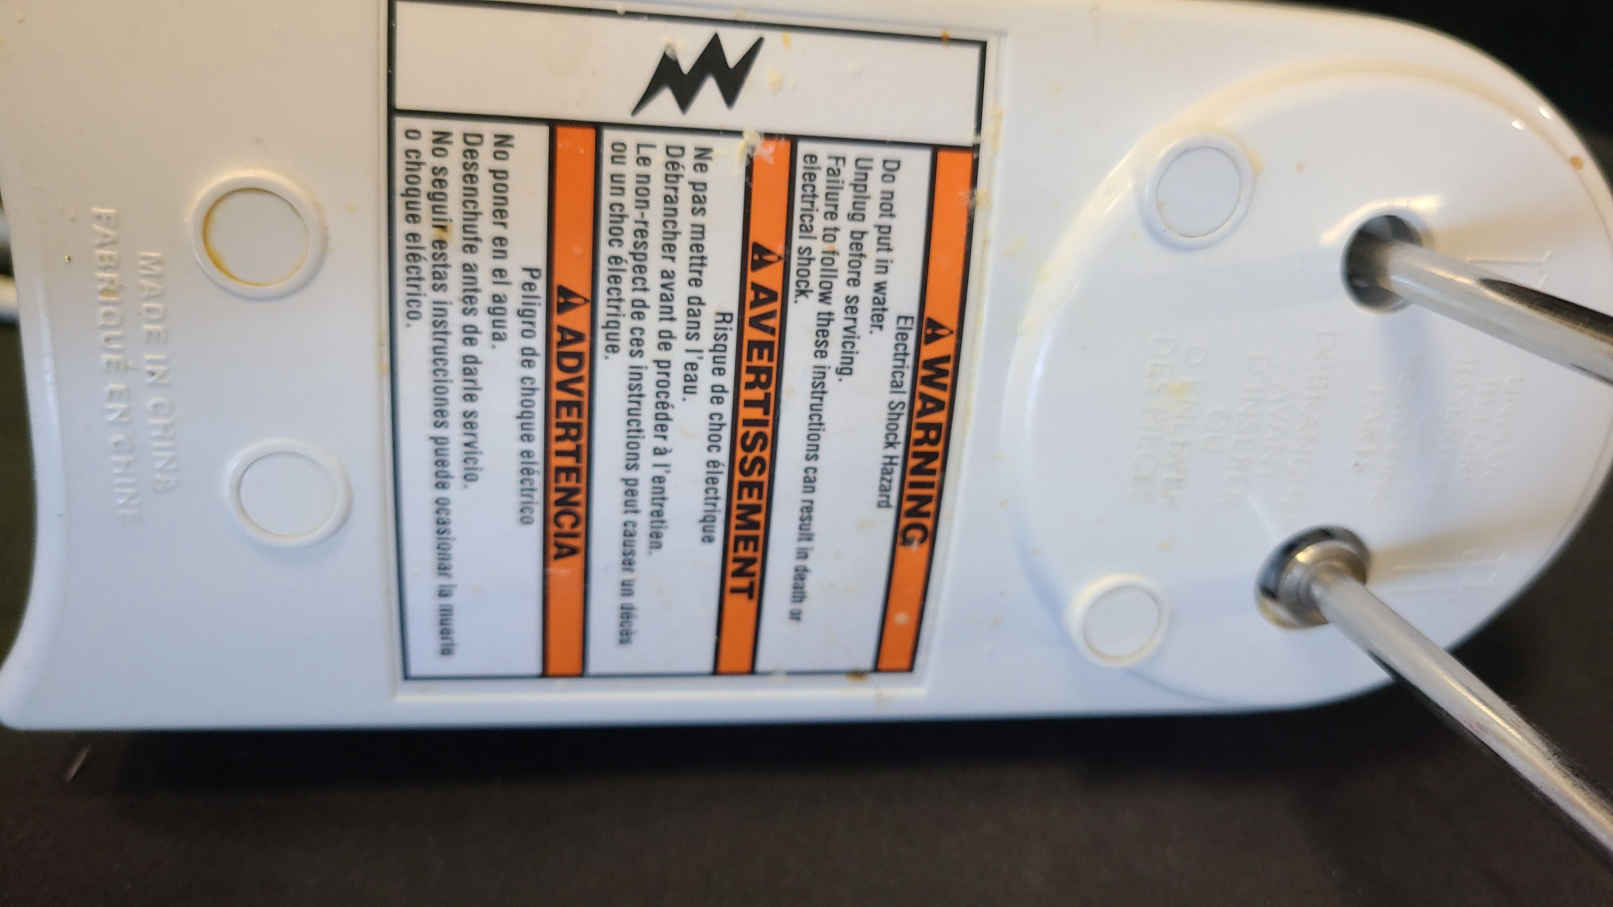 ⚠ WARNING
Electrical Shock Hazard
Do not put in water.
Unplug before servicing.
Failure to follow these instructions can result in death or
electrical shock.
⚠ AVERTISSEMENT
Risque de choc électrique
Ne pas mettre dans l'eau.
Débrancher avant de procéder à l'entretien.
Le non-respect de ces instructions peut causer un décès
ou un choc électrique.
⚠ ADVERTENCIA
Peligro de choque eléctrico
No poner en el agua.
Desenchufe antes de darle servicio.
No seguir estas instrucciones puede ocasionar la muerte
o choque eléctrico.
MADE IN CHINA
FABRIQUÉ EN CHINE